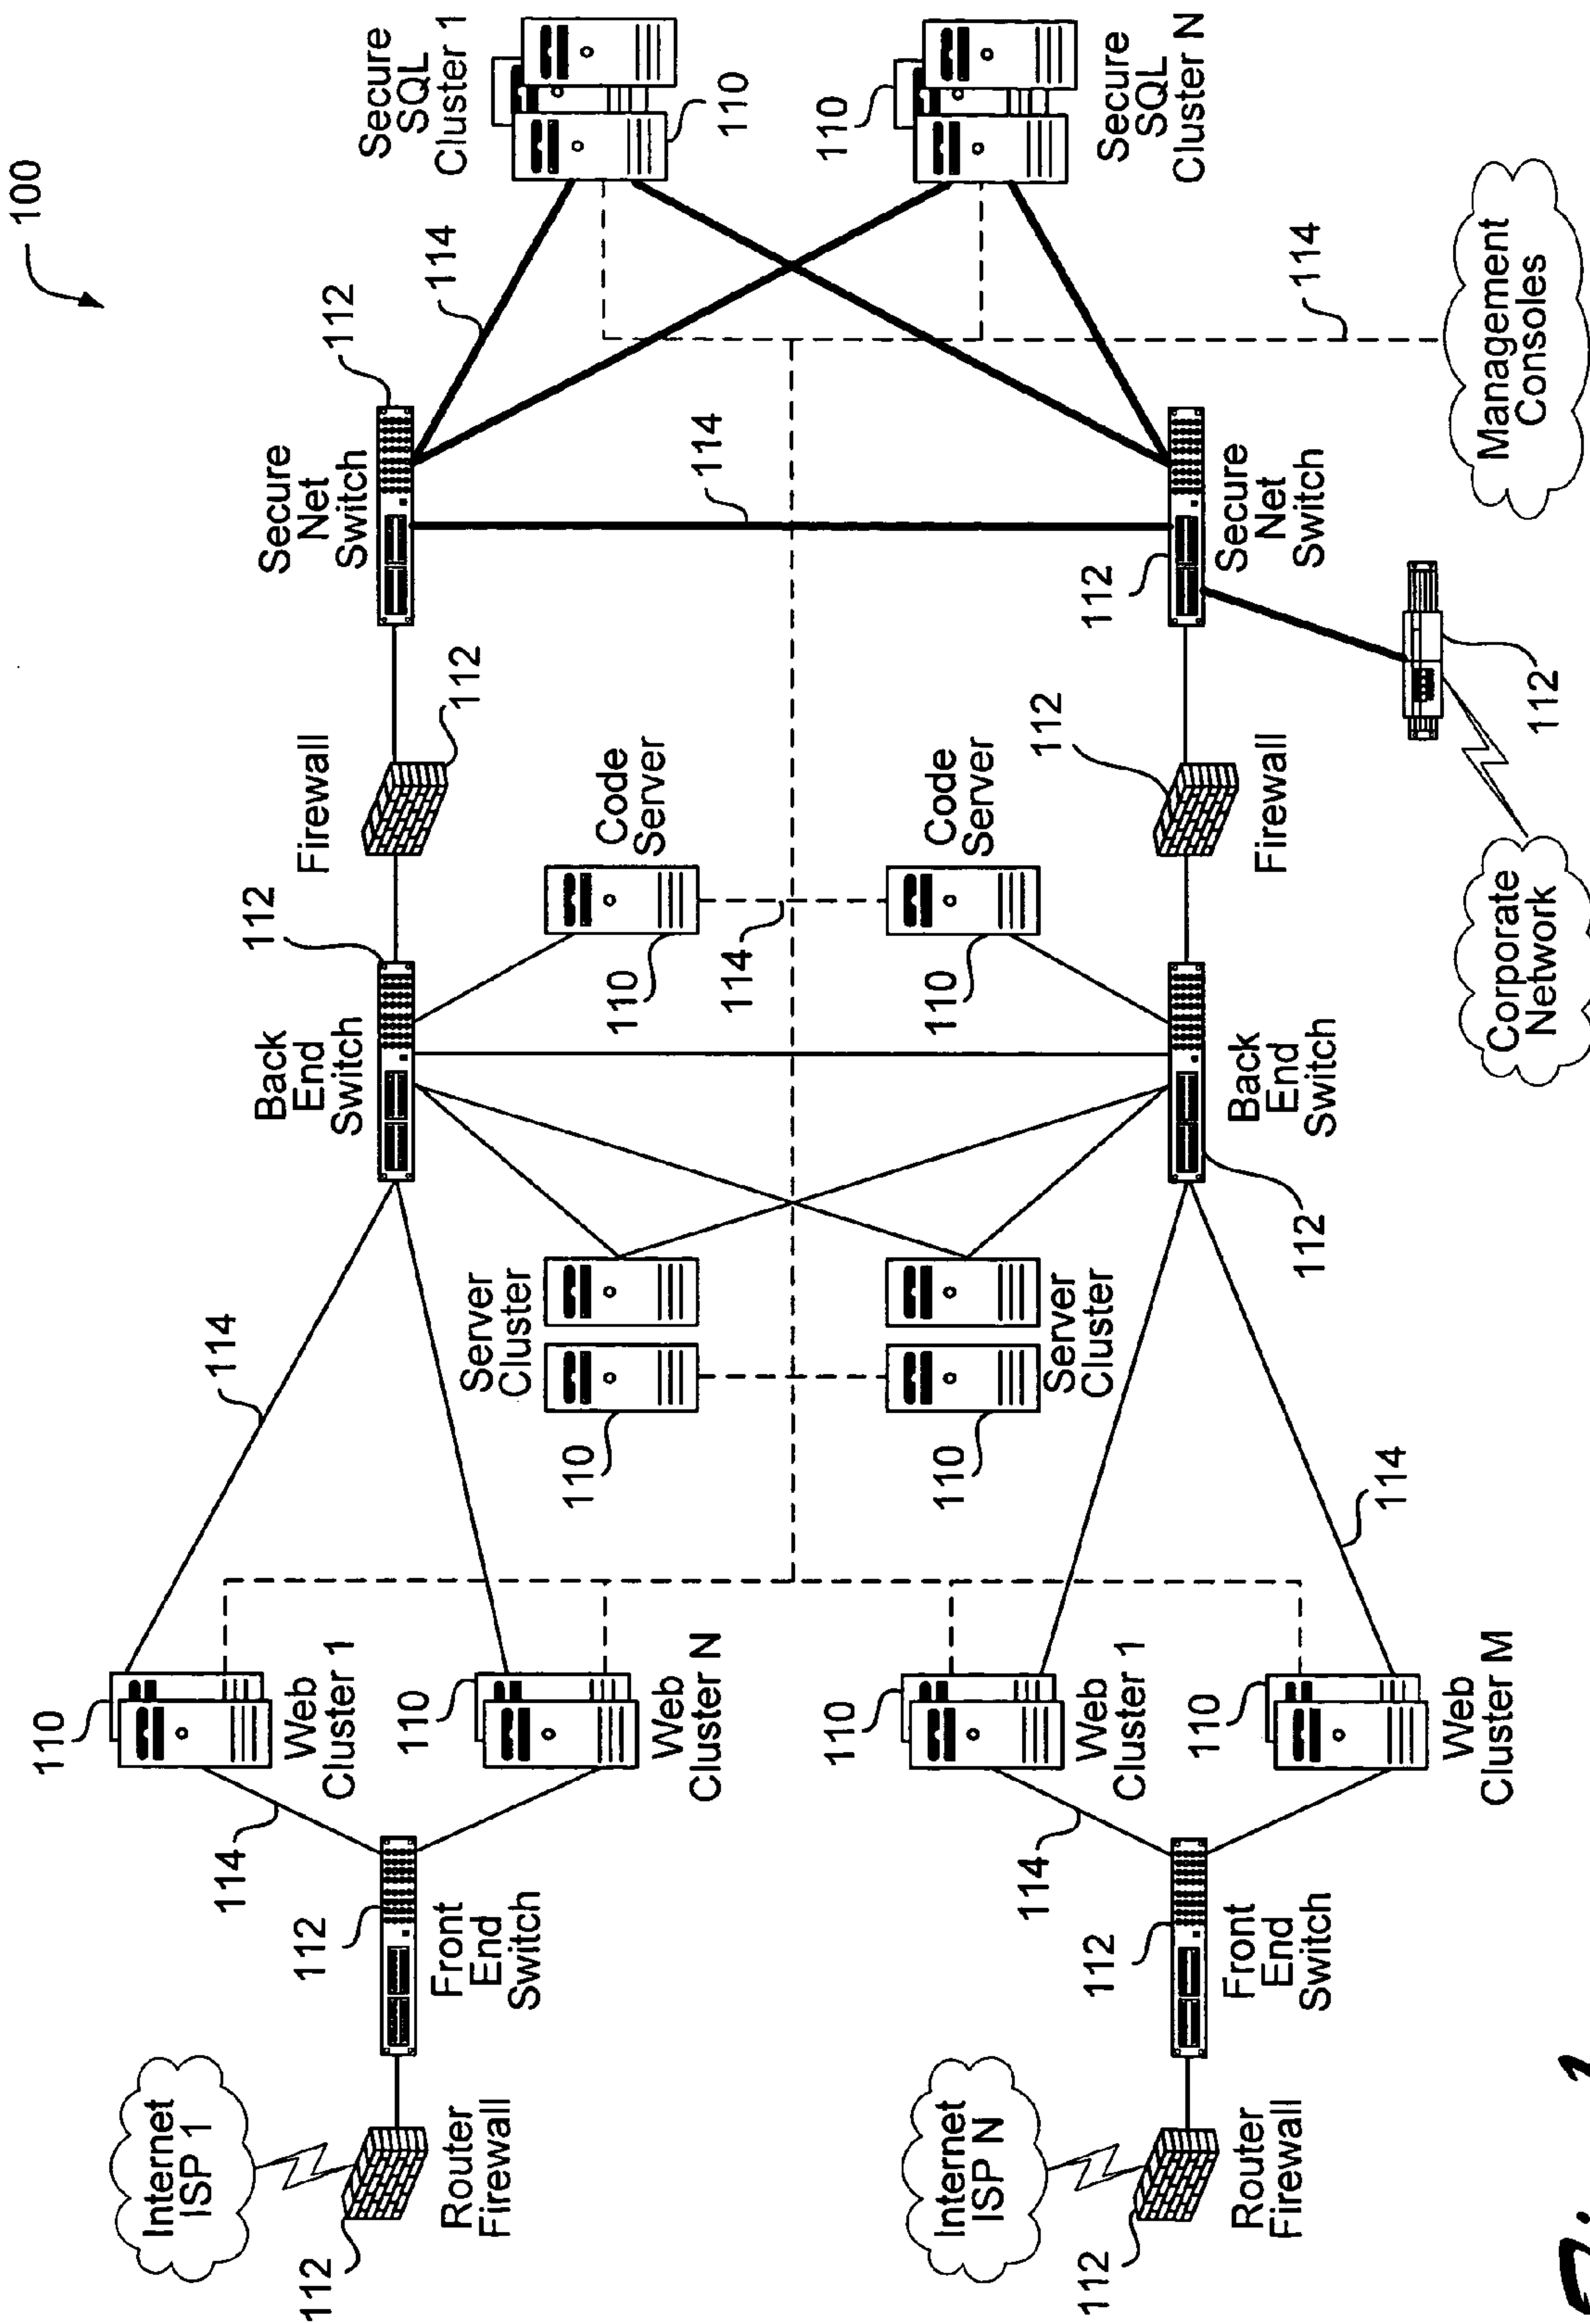 100
Internet
ISP 1
112
Router
Firewall
112
Front
End
Switch
114
110
Web
Cluster 1
110
Web
Cluster N
114
Back
End
Switch
112
Server
Cluster
110
Firewall
112
Code
Server
110
114
Secure
Net
Switch
112
114
114
Secure
SQL
Cluster 1
110
Internet
ISP N
112
Router
Firewall
112
Front
End
Switch
114
110
Web
Cluster 1
110
Web
Cluster M
114
Server
Cluster
110
Back
End
Switch
112
Code
Server
110
Firewall
112
Secure
Net
Switch
112
110
Secure
SQL
Cluster N
114
112
Corporate
Network
Management
Consoles